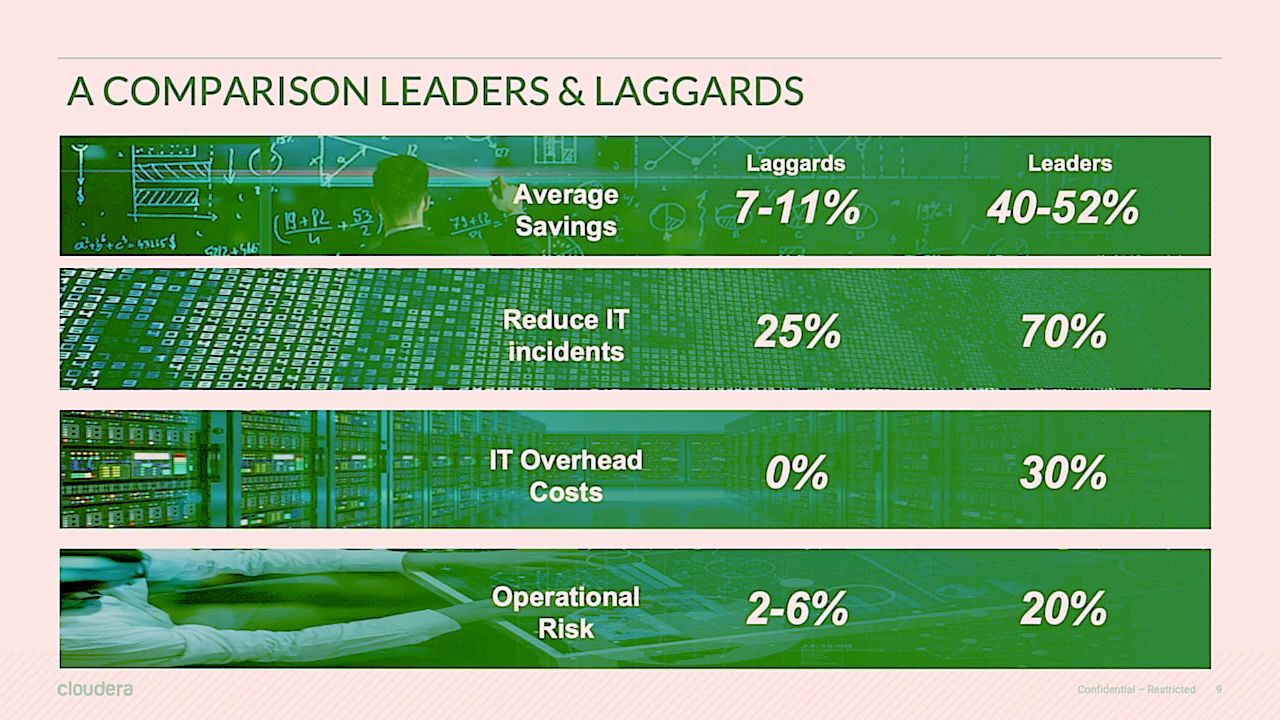 A COMPARISON LEADERS & LAGGARDS
Laggards Leaders
Average
Savings
7-11% 40-52%
Reduce IT
incidents
25% 70%
IT Overhead
Costs
0% 30%
Operational
Risk
2-6% 20%
cloudera
Confidential – Restricted 9